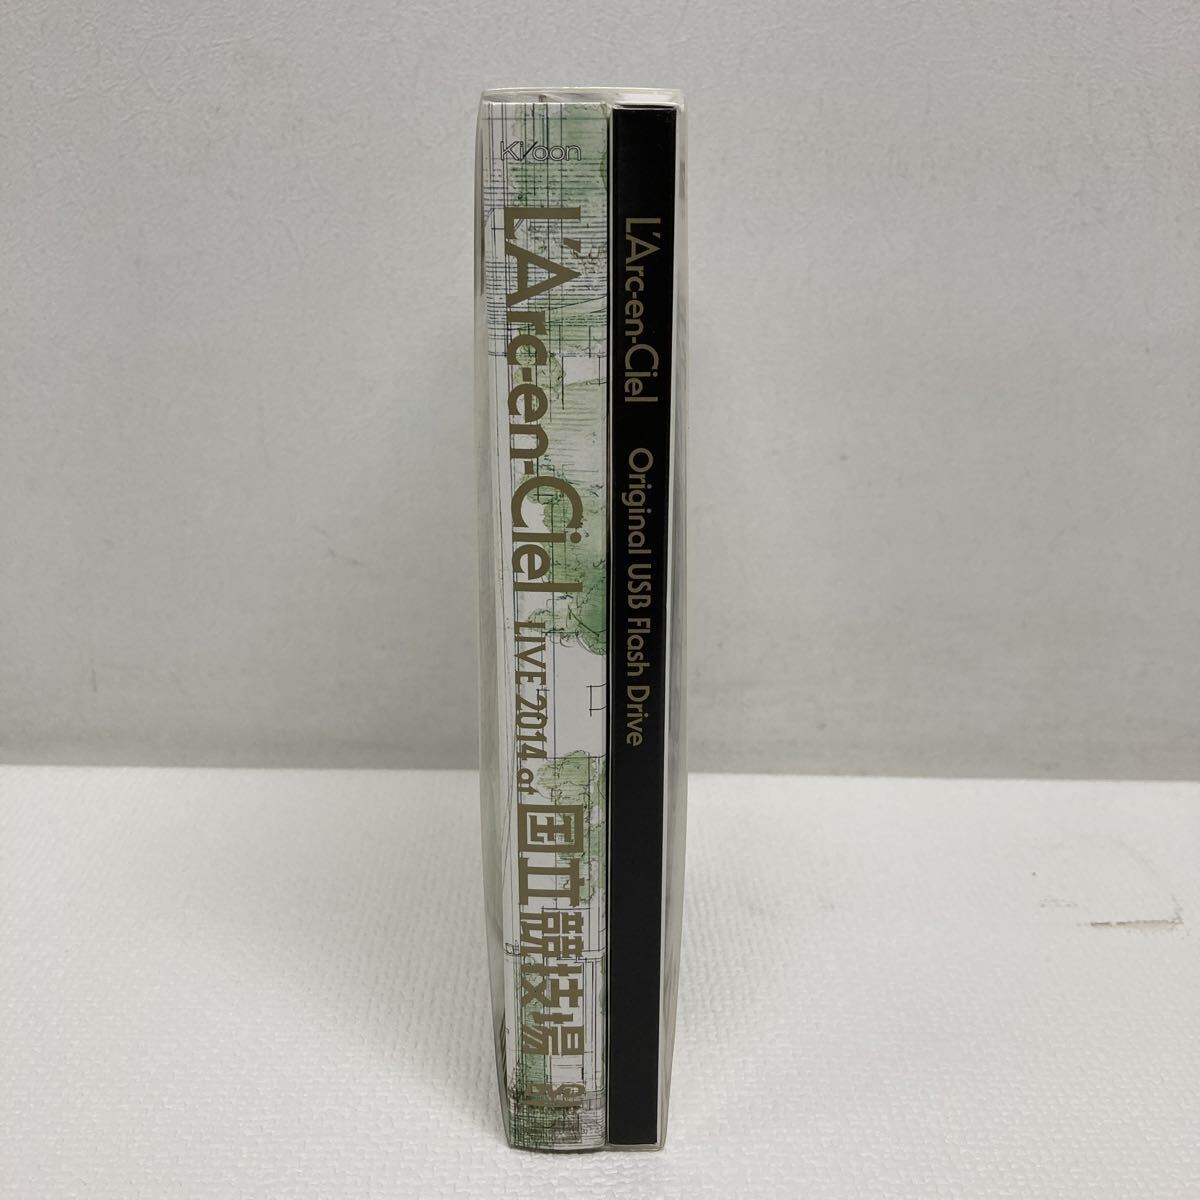 Ki/oon
L'Arc-en-Ciel LIVE 2014 at 国立競技場
L'Arc-en-Ciel Original USB Flash Drive